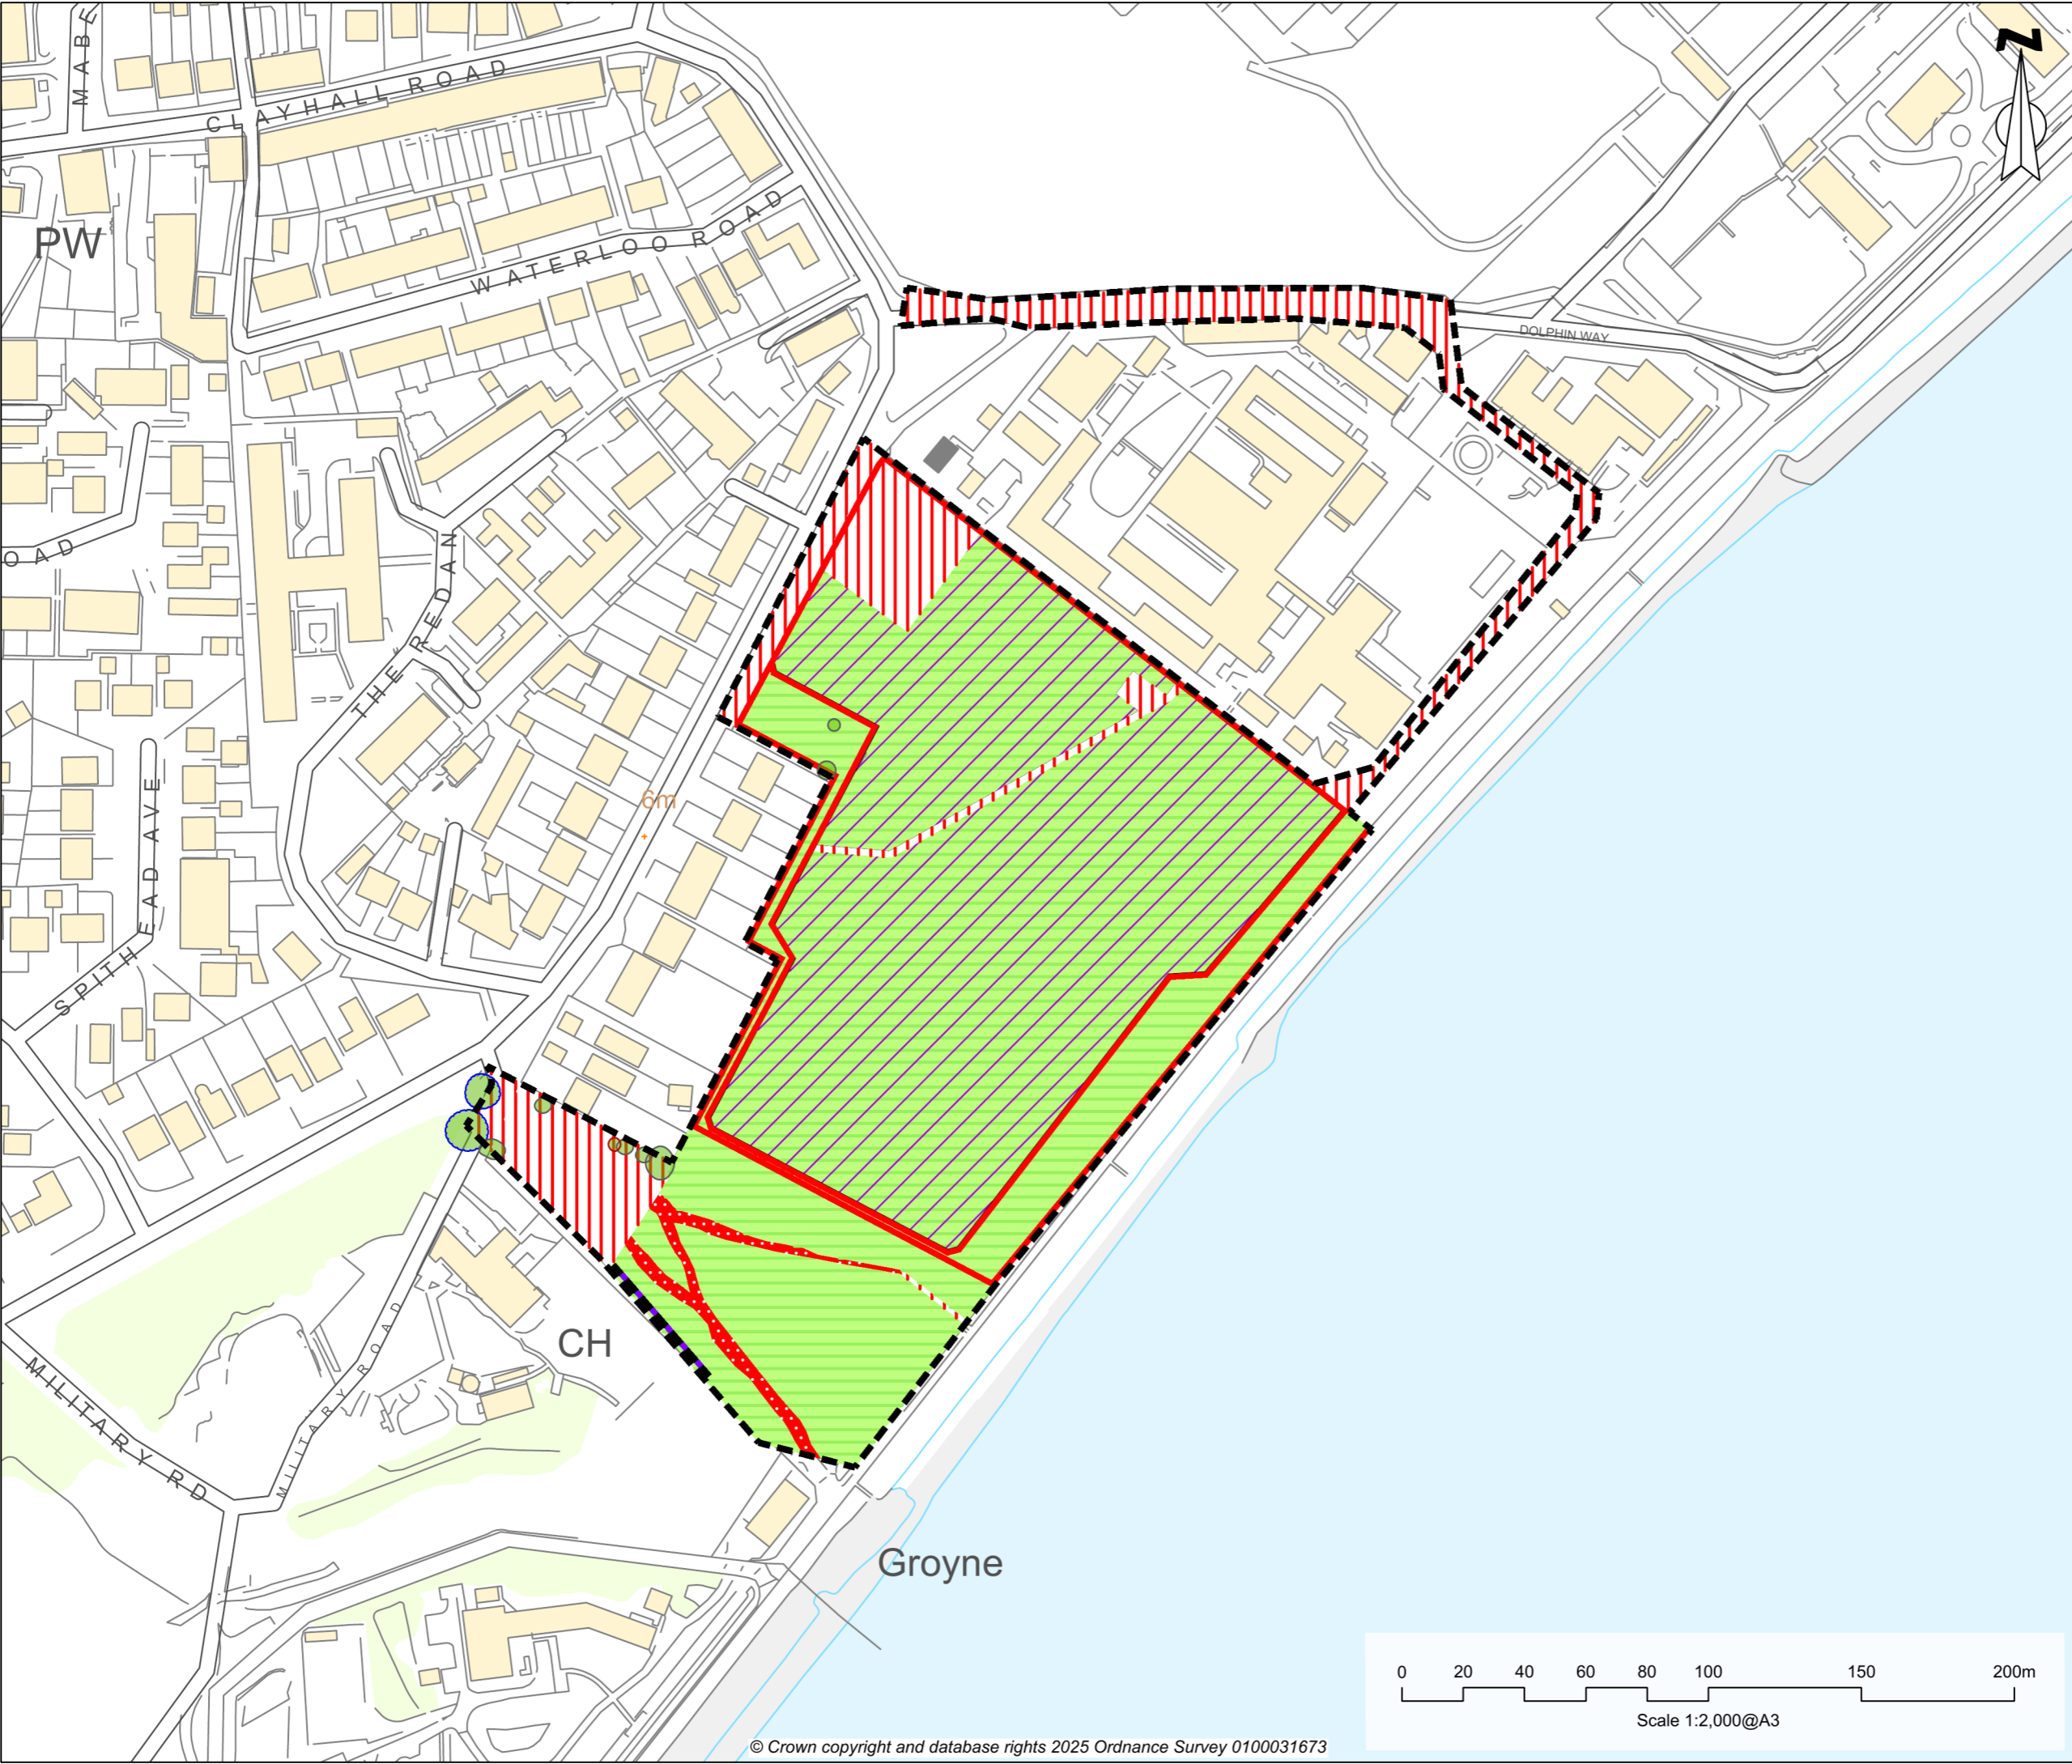 MABE
CLAYHALL ROAD
N
PW
WATERLOO ROAD
DOLPHIN WAY
OAD
THE REDAN
6m
SPITHEAD AVE
MILITARY ROAD
CH
MILITARY RD
Groyne
0 20 40 60 80 100 150 200m
Scale 1:2,000@A3
© Crown copyright and database rights 2025 Ordnance Survey 0100031673